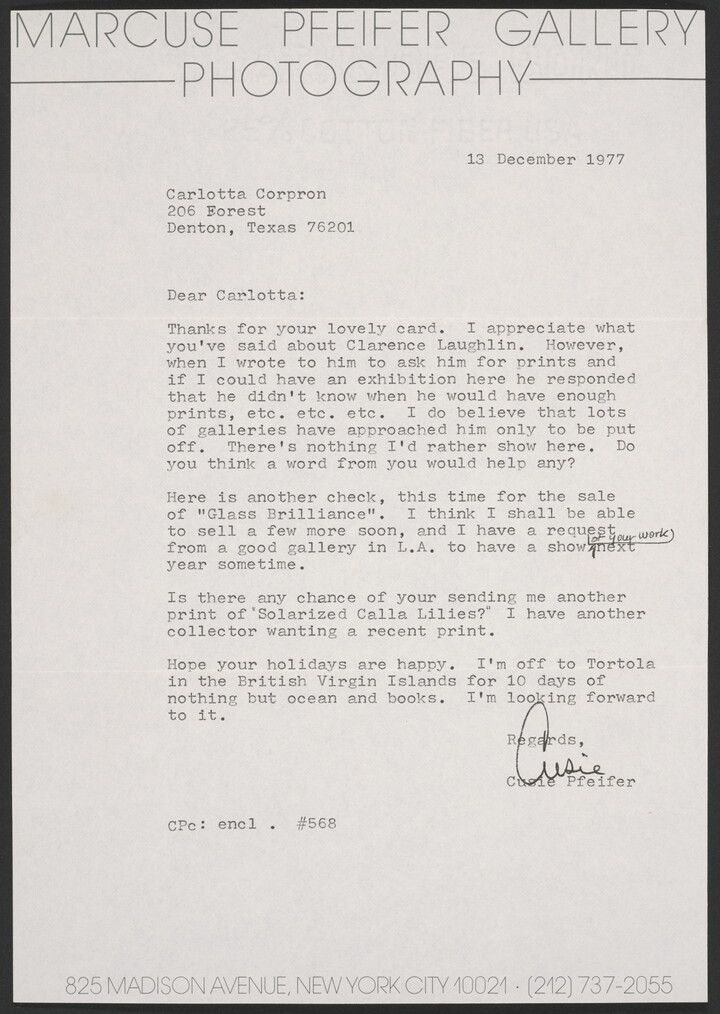 MARCUSE PFEIFER GALLERY
PHOTOGRAPHY
13 December 1977
Carlotta Corpron
206 Forest
Denton, Texas 76201
Dear Carlotta:
Thanks for your lovely card. I appreciate what
you've said about Clarence Laughlin. However,
when I wrote to him to ask him for prints and
if I could have an exhibition here he responded
that he didn't know when he would have enough
prints, etc. etc. etc. I do believe that lots
of galleries have approached him only to be put
off. There's nothing I'd rather show here. Do
you think a word from you would help any?
Here is another check, this time for the sale
of "Glass Brilliance". I think I shall be able
to sell a few more soon, and I have a request
(of your work)
from a good gallery in L.A. to have a show next
year sometime.
Is there any chance of your sending me another
print of "Solarized Calla Lilies?" I have another
collector wanting a recent print.
Hope your holidays are happy. I'm off to Tortola
in the British Virgin Islands for 10 days of
nothing but ocean and books. I'm looking forward
to it.
Regards,
Cusie
Cusie Pfeifer
CPc: encl . #568
825 MADISON AVENUE, NEW YORK CITY 10021 · (212) 737-2055